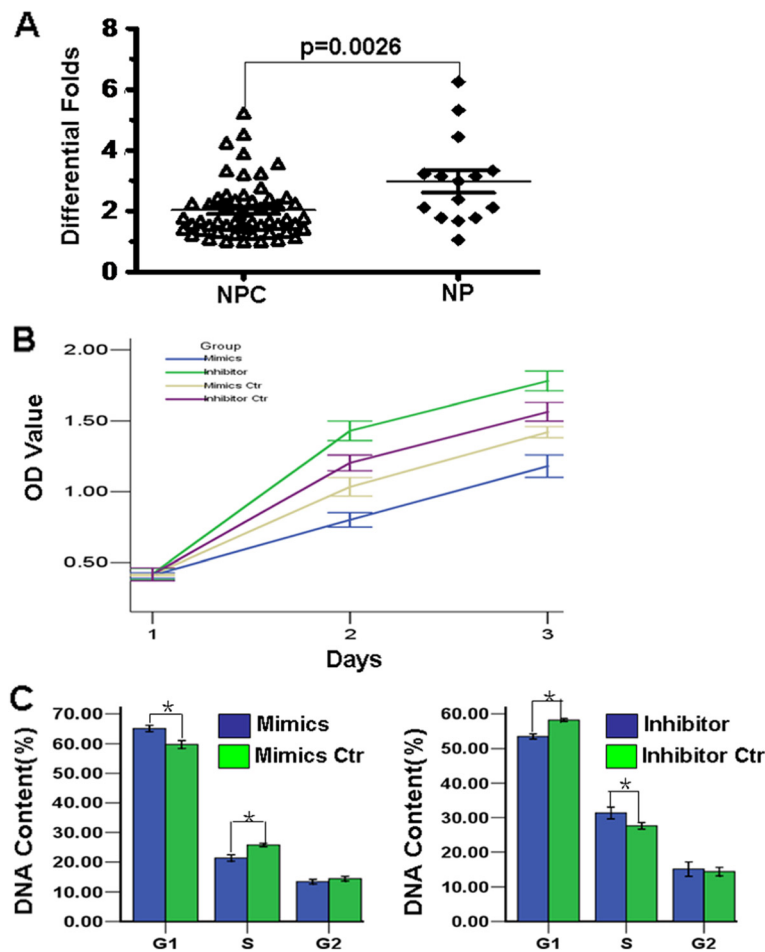 A
p=0.0026
8
6
4
2
0
Differential Folds
NPC NP
B
Group
Mimics
Inhibitor
Mimics Ctr
Inhibitor Ctr
2.00
1.50
1.00
0.50
OD Value
1 2 3
Days
C
70.00
60.00
50.00
40.00
30.00
20.00
10.00
0.00
DNA Content(%)
* *
Mimics
Mimics Ctr
G1 S G2
60.00
50.00
40.00
30.00
20.00
10.00
0.00
DNA Content(%)
* *
Inhibitor
Inhibitor Ctr
G1 S G2